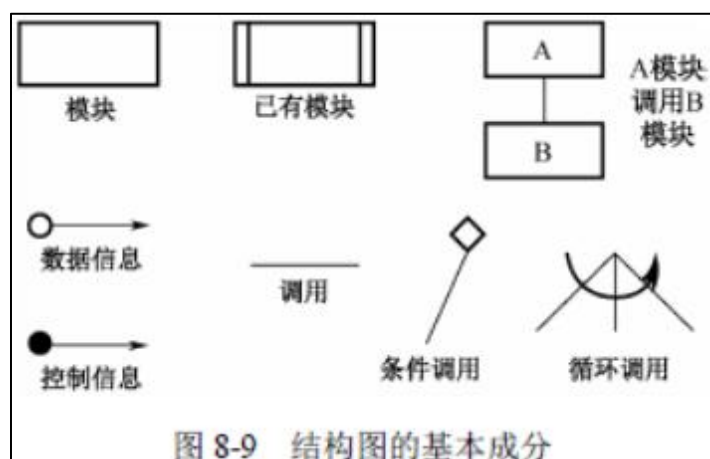 模块
已有模块
A
B
A模块
调用B
模块
数据信息
调用
控制信息
条件调用
循环调用
图 8-9 结构图的基本成分